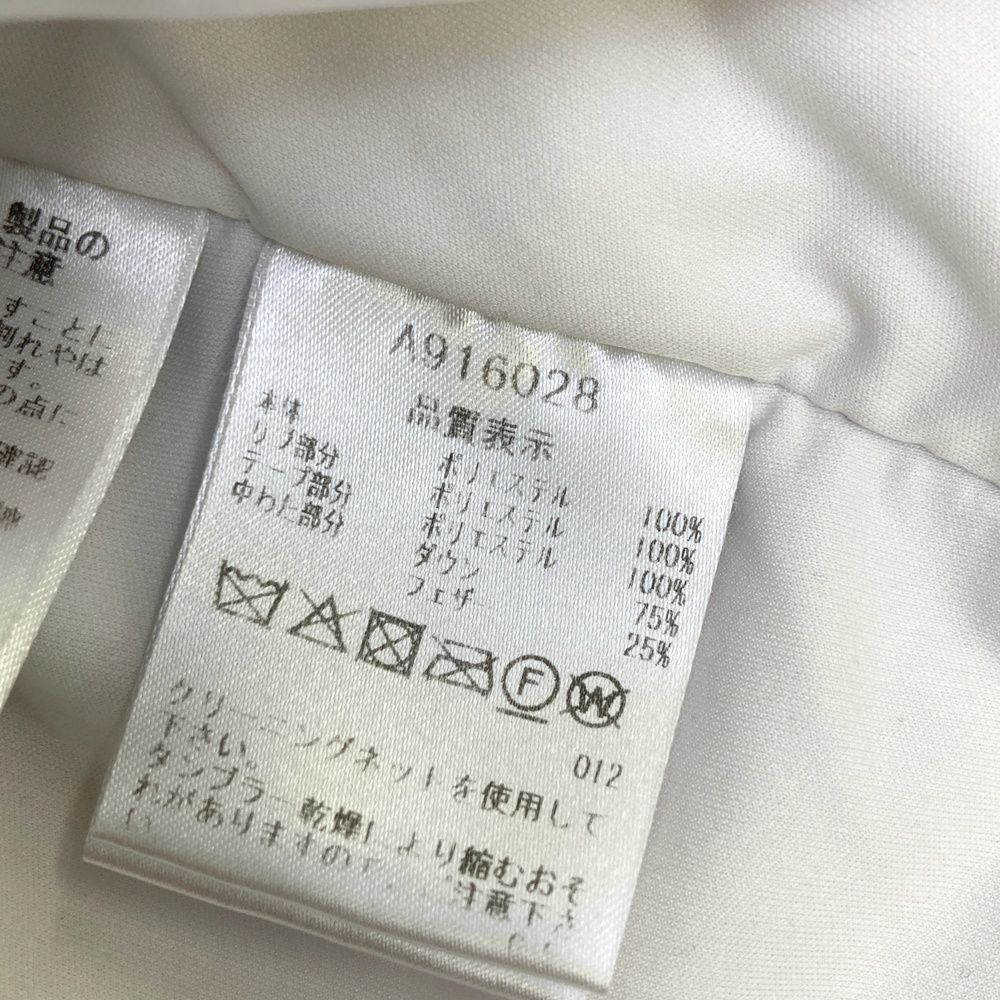 製品の
注意
すことに
割れやは
す。
の点に
確認
A916028
品質表示
本体 ポリエステル 100%
リブ部分 ポリエステル 100%
テープ部分 ポリエステル 100%
中わた部分 ダウン 75%
フェザー 25%
F W
012
クリーニングネットを使用して
下さい。
タンブラー乾燥により縮むおそ
れがありますので 注意下さ
い